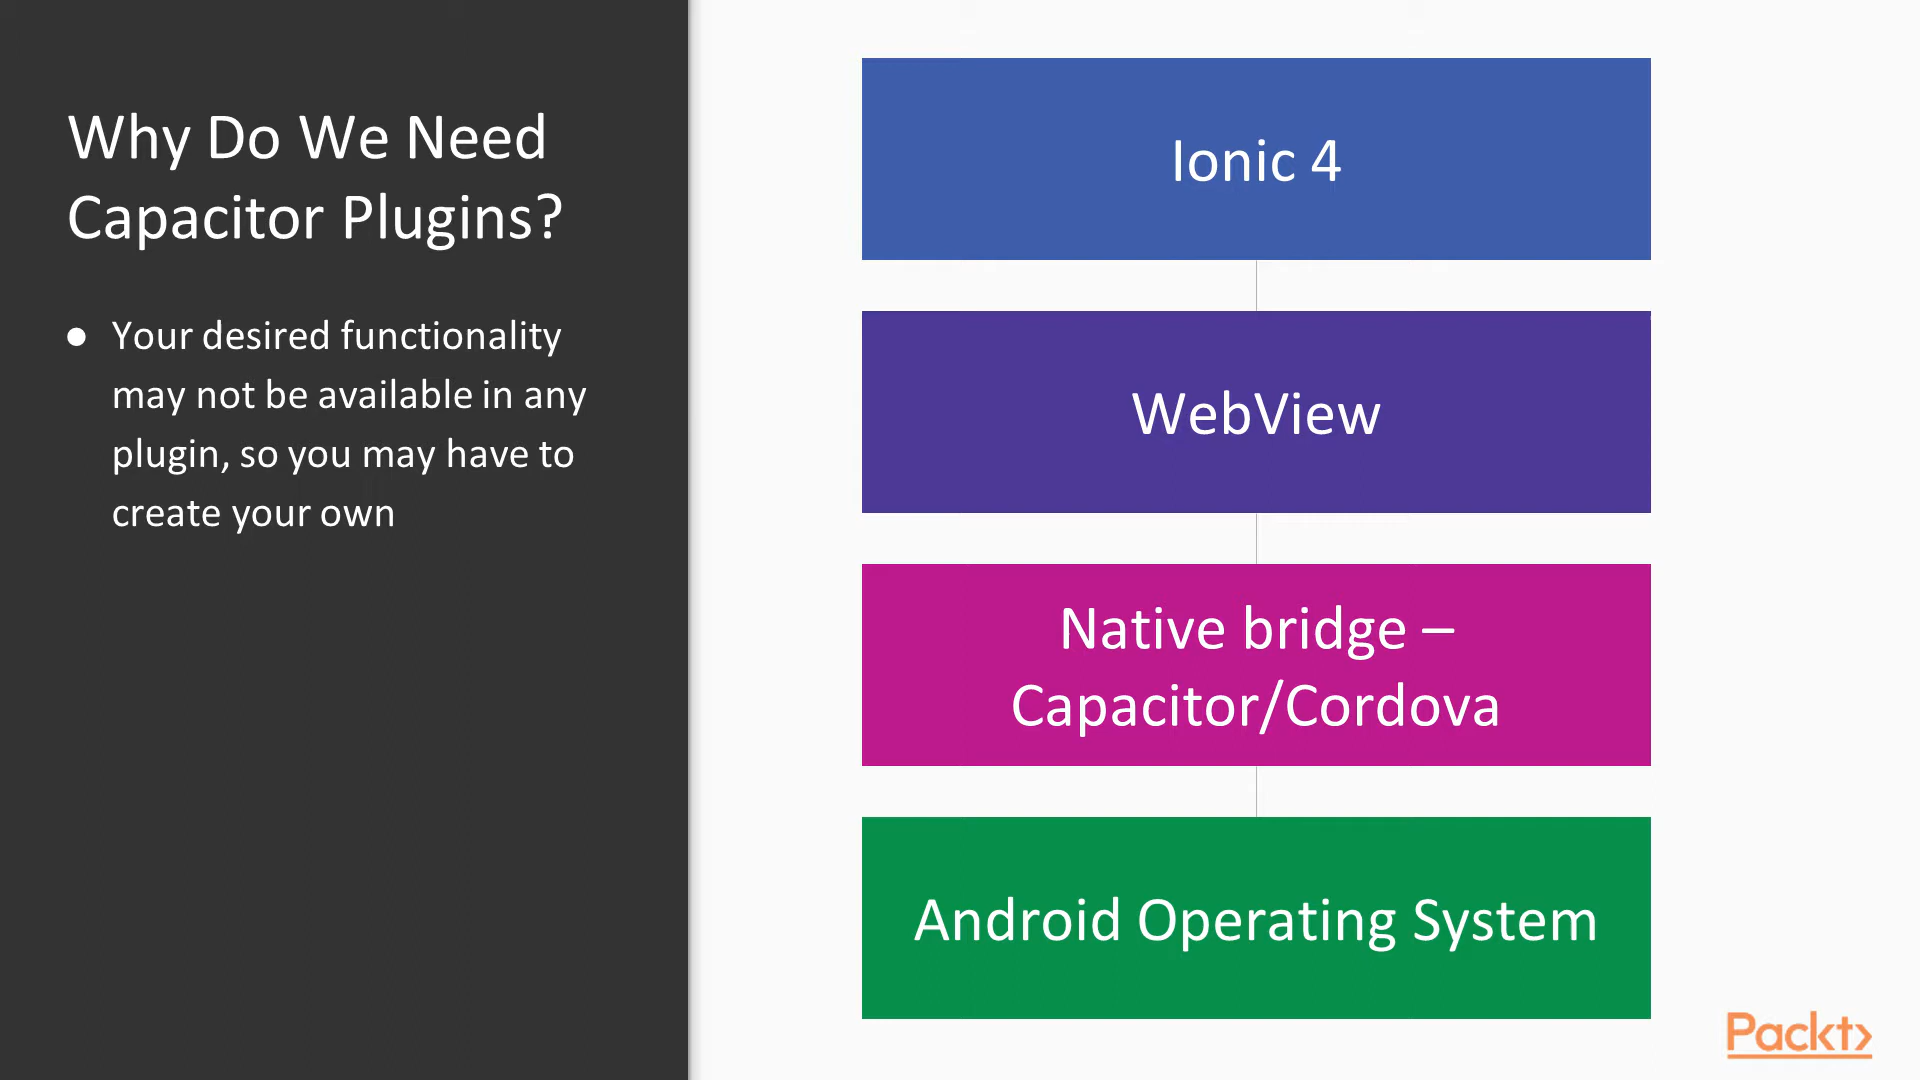 Why Do We Need
Capacitor Plugins?
● Your desired functionality
may not be available in any
plugin, so you may have to
create your own
Ionic 4
WebView
Native bridge –
Capacitor/Cordova
Android Operating System
Packt